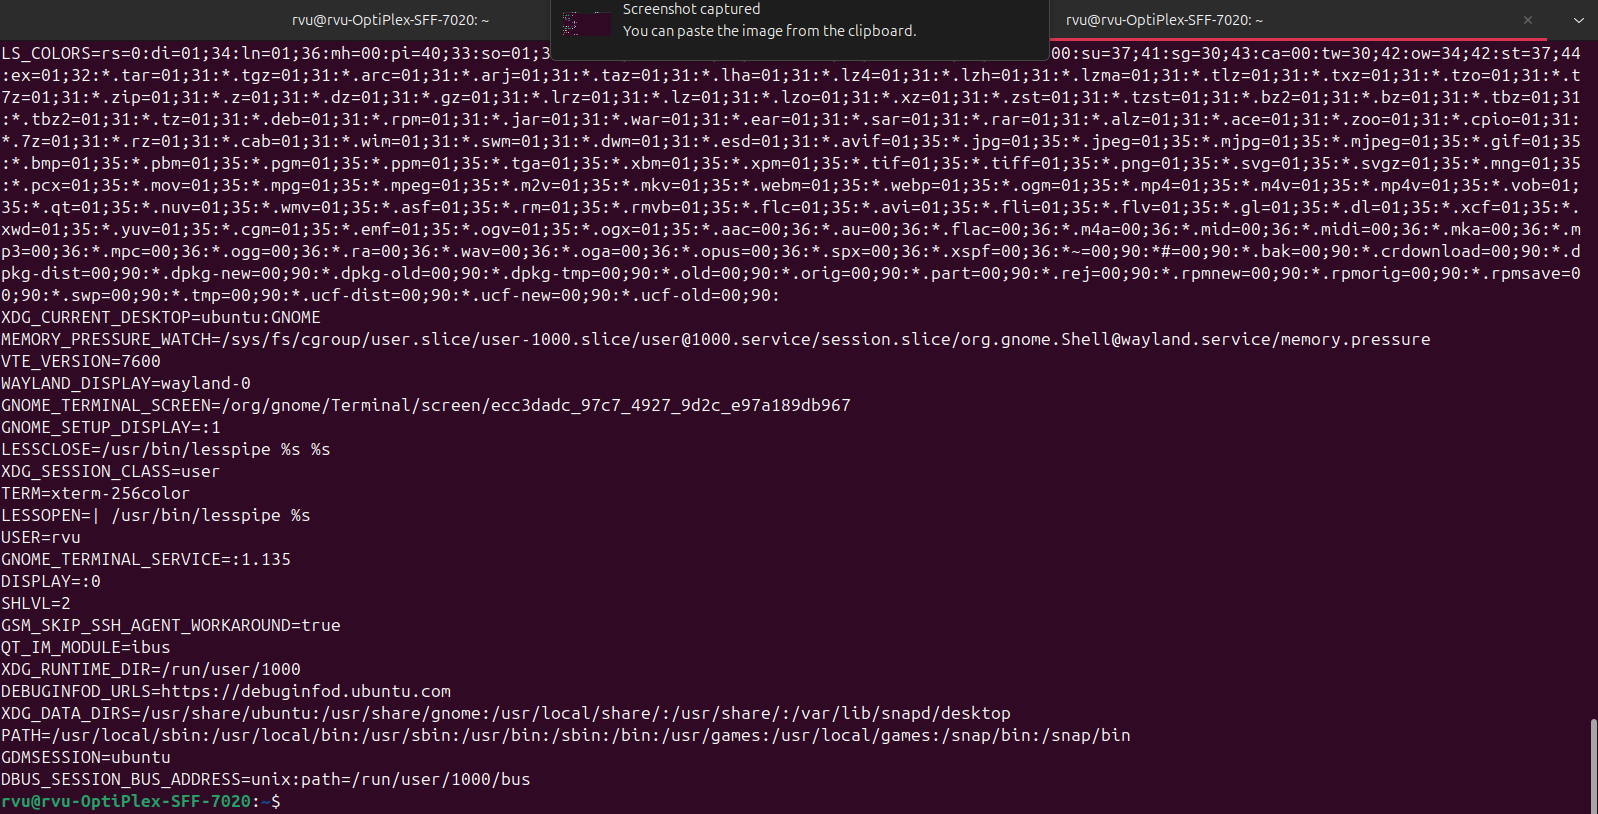 rvu@rvu-OptiPlex-SFF-7020: ~
Screenshot captured
You can paste the image from the clipboard.
rvu@rvu-OptiPlex-SFF-7020: ~
LS_COLORS=rs=0:di=01;34:ln=01;36:mh=00:pi=40;33:so=01;3 00:su=37;41:sg=30;43:ca=00:tw=30;42:ow=34;42:st=37;44
:ex=01;32:*.tar=01;31:*.tgz=01;31:*.arc=01;31:*.arj=01;31:*.taz=01;31:*.lha=01;31:*.lz4=01;31:*.lzh=01;31:*.lzma=01;31:*.tlz=01;31:*.txz=01;31:*.tzo=01;31:*.t
7z=01;31:*.zip=01;31:*.z=01;31:*.dz=01;31:*.gz=01;31:*.lrz=01;31:*.lz=01;31:*.lzo=01;31:*.xz=01;31:*.zst=01;31:*.tzst=01;31:*.bz2=01;31:*.bz=01;31:*.tbz=01;31
:*.tbz2=01;31:*.tz=01;31:*.deb=01;31:*.rpm=01;31:*.jar=01;31:*.war=01;31:*.ear=01;31:*.sar=01;31:*.rar=01;31:*.alz=01;31:*.ace=01;31:*.zoo=01;31:*.cpio=01;31:
*.7z=01;31:*.rz=01;31:*.cab=01;31:*.wim=01;31:*.swm=01;31:*.dwm=01;31:*.esd=01;31:*.avif=01;35:*.jpg=01;35:*.jpeg=01;35:*.mjpg=01;35:*.mjpeg=01;35:*.gif=01;35
:*.bmp=01;35:*.pbm=01;35:*.pgm=01;35:*.ppm=01;35:*.tga=01;35:*.xbm=01;35:*.xpm=01;35:*.tif=01;35:*.tiff=01;35:*.png=01;35:*.svg=01;35:*.svgz=01;35:*.mng=01;35
:*.pcx=01;35:*.mov=01;35:*.mpg=01;35:*.mpeg=01;35:*.m2v=01;35:*.mkv=01;35:*.webm=01;35:*.webp=01;35:*.ogm=01;35:*.mp4=01;35:*.m4v=01;35:*.mp4v=01;35:*.vob=01;
35:*.qt=01;35:*.nuv=01;35:*.wmv=01;35:*.asf=01;35:*.rm=01;35:*.rmvb=01;35:*.flc=01;35:*.avi=01;35:*.fli=01;35:*.flv=01;35:*.gl=01;35:*.dl=01;35:*.xcf=01;35:*.
xwd=01;35:*.yuv=01;35:*.cgm=01;35:*.emf=01;35:*.ogv=01;35:*.ogx=01;35:*.aac=00;36:*.au=00;36:*.flac=00;36:*.m4a=00;36:*.mid=00;36:*.midi=00;36:*.mka=00;36:*.m
p3=00;36:*.mpc=00;36:*.ogg=00;36:*.ra=00;36:*.wav=00;36:*.oga=00;36:*.opus=00;36:*.spx=00;36:*.xspf=00;36:*~=00;90:*#=00;90:*.bak=00;90:*.crdownload=00;90:*.d
pkg-dist=00;90:*.dpkg-new=00;90:*.dpkg-old=00;90:*.dpkg-tmp=00;90:*.old=00;90:*.orig=00;90:*.part=00;90:*.rej=00;90:*.rpmnew=00;90:*.rpmorig=00;90:*.rpmsave=0
0;90:*.swp=00;90:*.tmp=00;90:*.ucf-dist=00;90:*.ucf-new=00;90:*.ucf-old=00;90:
XDG_CURRENT_DESKTOP=ubuntu:GNOME
MEMORY_PRESSURE_WATCH=/sys/fs/cgroup/user.slice/user-1000.slice/user@1000.service/session.slice/org.gnome.Shell@wayland.service/memory.pressure
VTE_VERSION=7600
WAYLAND_DISPLAY=wayland-0
GNOME_TERMINAL_SCREEN=/org/gnome/Terminal/screen/ecc3dadc_97c7_4927_9d2c_e97a189db967
GNOME_SETUP_DISPLAY=:1
LESSCLOSE=/usr/bin/lesspipe %s %s
XDG_SESSION_CLASS=user
TERM=xterm-256color
LESSOPEN=| /usr/bin/lesspipe %s
USER=rvu
GNOME_TERMINAL_SERVICE=:1.135
DISPLAY=:0
SHLVL=2
GSM_SKIP_SSH_AGENT_WORKAROUND=true
QT_IM_MODULE=ibus
XDG_RUNTIME_DIR=/run/user/1000
DEBUGINFOD_URLS=https://debuginfod.ubuntu.com
XDG_DATA_DIRS=/usr/share/ubuntu:/usr/share/gnome:/usr/local/share/:/usr/share/:/var/lib/snapd/desktop
PATH=/usr/local/sbin:/usr/local/bin:/usr/sbin:/usr/bin:/sbin:/bin:/usr/games:/usr/local/games:/snap/bin:/snap/bin
GDMSESSION=ubuntu
DBUS_SESSION_BUS_ADDRESS=unix:path=/run/user/1000/bus
rvu@rvu-OptiPlex-SFF-7020:~$